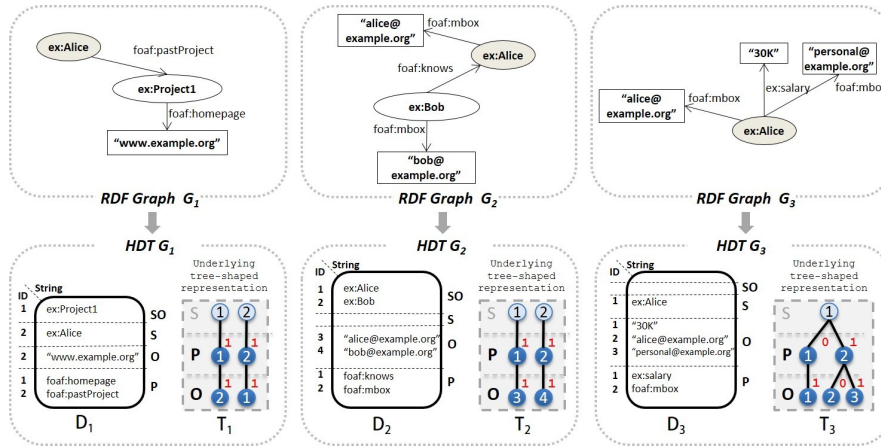 ex:Alice
foaf:pastProject
ex:Project1
foaf:homepage
"www.example.org"
RDF Graph G1
"alice@
example.org"
foaf:mbox
ex:Alice
foaf:knows
ex:Bob
foaf:mbox
"bob@
example.org"
RDF Graph G2
"30K"
"personal@
example.org"
ex:salary
foaf:mbox
"alice@
example.org"
foaf:mbox
ex:Alice
RDF Graph G3
HDT G1
ID String
1 ex:Project1 SO
2 ex:Alice S
2 "www.example.org" O
1 foaf:homepage P
2 foaf:pastProject
D1
Underlying
tree-shaped
representation
S 1 2
1 1
P 1 2
1 1
O 2 1
T1
HDT G2
ID String
1 ex:Alice SO
2 ex:Bob
S
3 "alice@example.org" O
4 "bob@example.org"
1 foaf:knows P
2 foaf:mbox
D2
Underlying
tree-shaped
representation
S 1 2
1 1
P 1 2
1 1
O 3 4
T2
HDT G3
ID String
SO
1 ex:Alice S
1 "30K"
2 "alice@example.org" O
3 "personal@example.org"
1 ex:salary P
2 foaf:mbox
D3
Underlying
tree-shaped
representation
S 1
0 1
P 1 2
1 0 1
O 1 2 3
T3